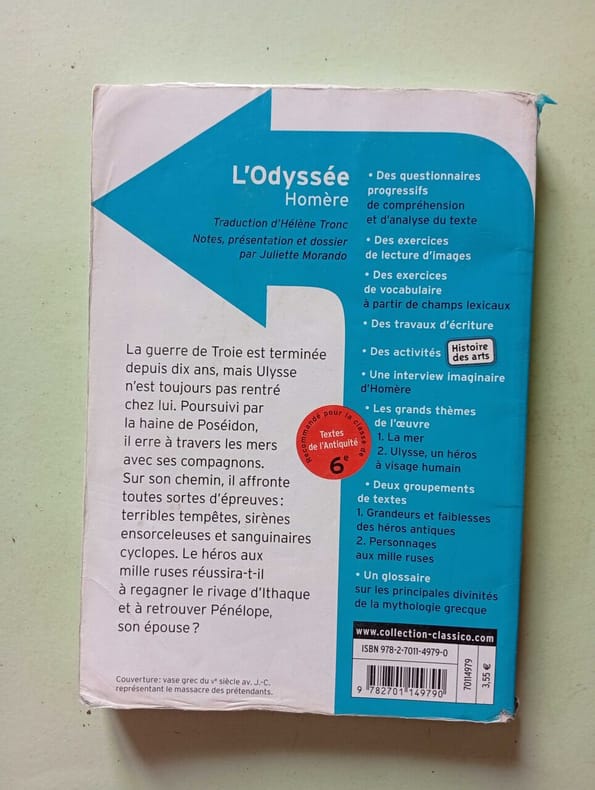 L'Odyssée
Homère
Traduction d'Hélène Tronc
Notes, présentation et dossier
par Juliette Morando
La guerre de Troie est terminée
depuis dix ans, mais Ulysse
n'est toujours pas rentré
chez lui. Poursuivi par
la haine de Poséidon,
il erre à travers les mers
avec ses compagnons.
Sur son chemin, il affronte
toutes sortes d'épreuves :
terribles tempêtes, sirènes
ensorceleuses et sanguinaires
cyclopes. Le héros aux
mille ruses réussira-t-il
à regagner le rivage d'Ithaque
et à retrouver Pénélope,
son épouse ?
Couverture : vase grec du Vᵉ siècle av. J.-C.
représentant le massacre des prétendants.
Recommandé pour la classe de
Textes
de l'Antiquité
6ᵉ
• Des questionnaires
progressifs
de compréhension
et d'analyse du texte
• Des exercices
de lecture d'images
• Des exercices
de vocabulaire
à partir de champs lexicaux
• Des travaux d'écriture
• Des activités Histoire
des arts
• Une interview imaginaire
d'Homère
• Les grands thèmes
de l'œuvre
1. La mer
2. Ulysse, un héros
à visage humain
• Deux groupements
de textes
1. Grandeurs et faiblesses
des héros antiques
2. Personnages
aux mille ruses
• Un glossaire
sur les principales divinités
de la mythologie grecque
www.collection-classico.com
ISBN 978-2-7011-4979-0
9 782701 149790
70114979
3,55 €